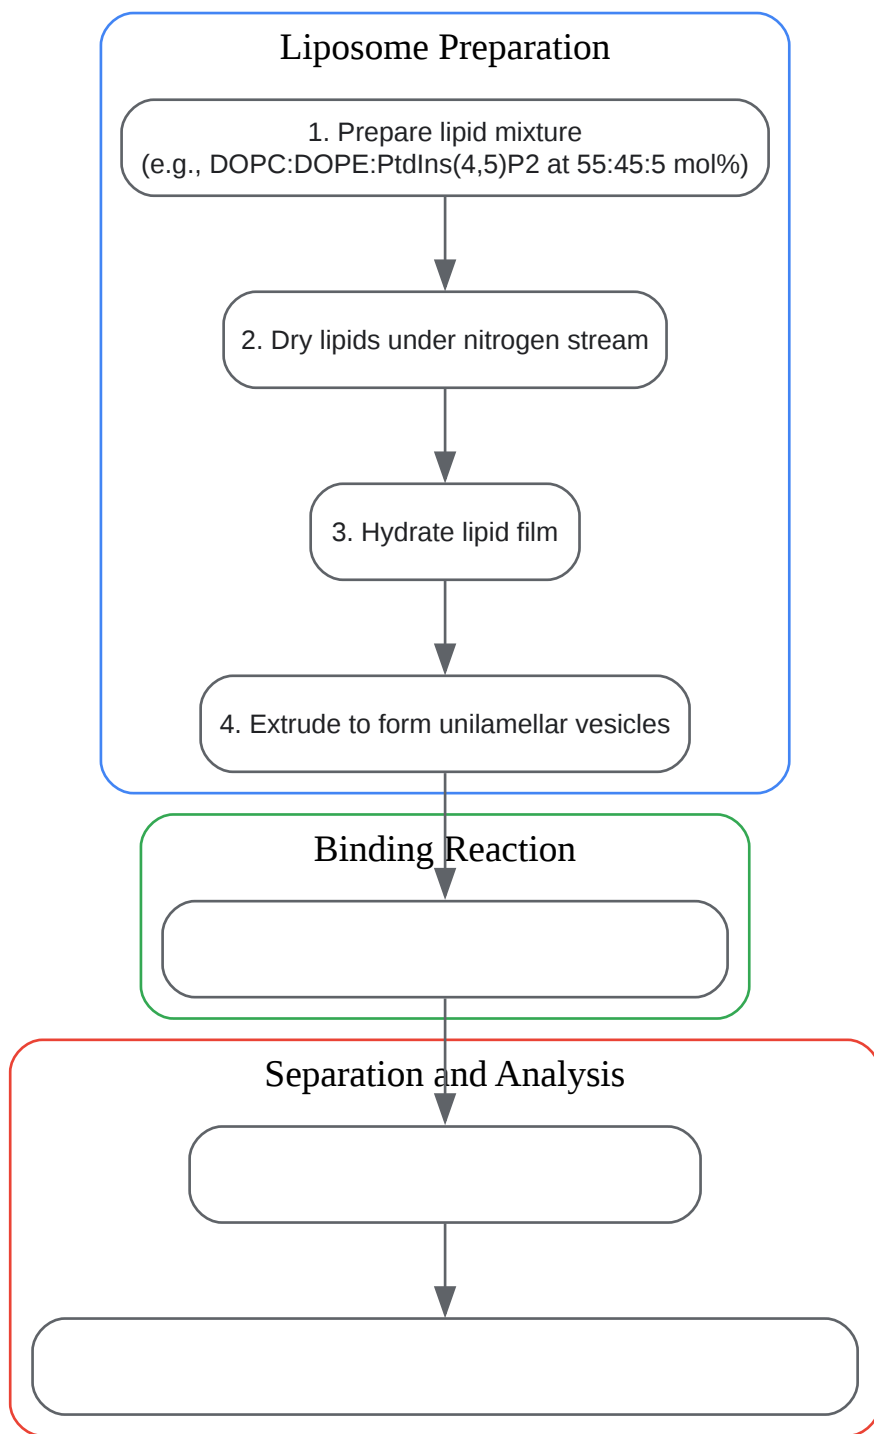 Liposome Preparation
1. Prepare lipid mixture
(e.g., DOPC:DOPE:PtdIns(4,5)P2 at 55:45:5 mol%)
2. Dry lipids under nitrogen stream
3. Hydrate lipid film
4. Extrude to form unilamellar vesicles
Binding Reaction
Separation and Analysis